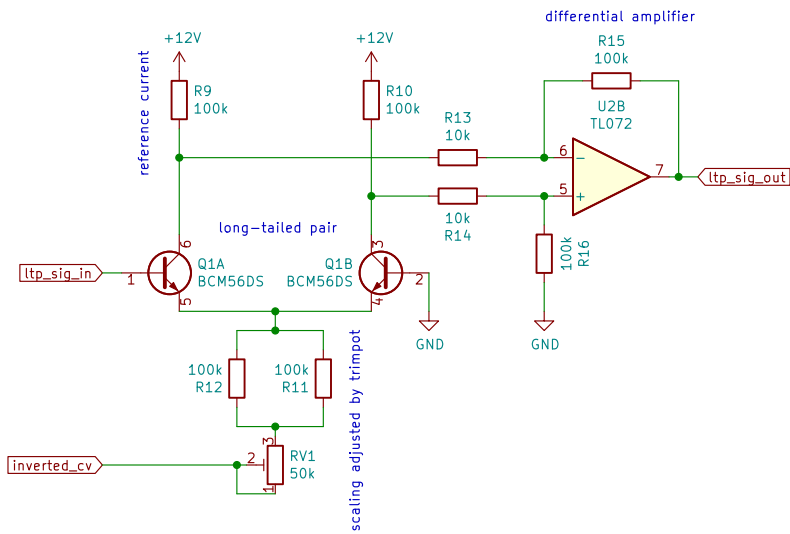 differential amplifier
+12V
+12V
R15
100k
reference current
R9
100k
R10
100k
R13
10k
U2B
TL072
6
−
7
ltp_sig_out
5
+
10k
R14
100k
R16
long-tailed pair
6
3
ltp_sig_in
1
Q1A
BCM56DS
Q1B
BCM56DS
2
5
4
GND
GND
100k
R12
100k
R11
scaling adjusted by trimpot
3
inverted_cv
2
RV1
50k
1